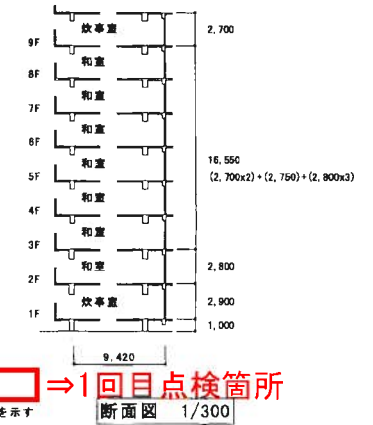 炊事室 2,700
9F
和室
8F
和室
7F
和室
6F
和室 16,550
5F (2,700x2)+(2,750)+(2,800x3)
和室
4F
和室
3F
和室 2,800
2F
炊事室 2,900
1F
1,000
9,420
⇒1回目点検箇所
を示す
断面図 1/300